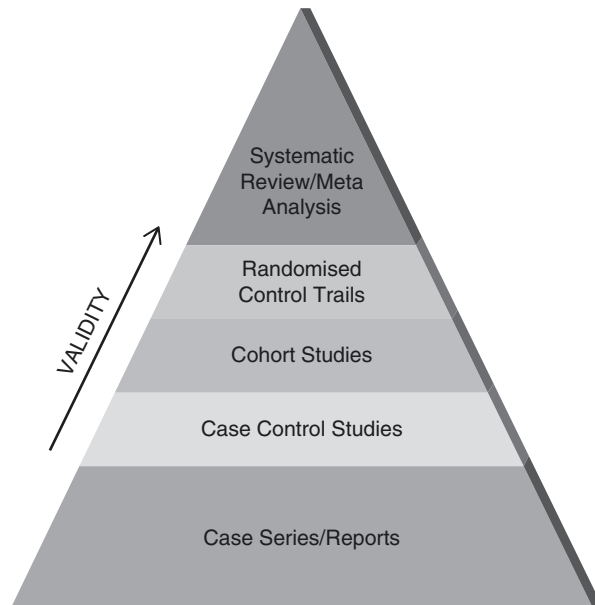 Systematic
Review/Meta
Analysis
Randomised
Control Trails
Cohort Studies
Case Control Studies
Case Series/Reports
VALIDITY